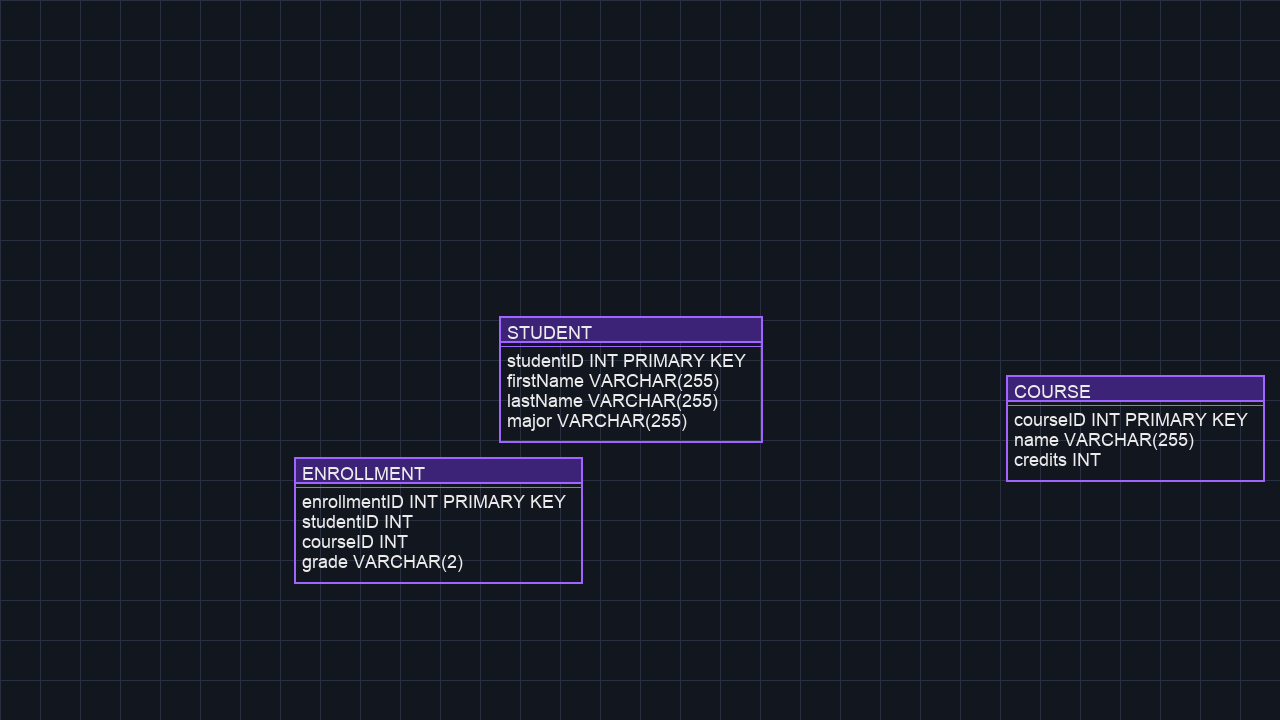 STUDENT
studentID INT PRIMARY KEY
firstName VARCHAR(255)
lastName VARCHAR(255)
major VARCHAR(255)
COURSE
courseID INT PRIMARY KEY
name VARCHAR(255)
credits INT
ENROLLMENT
enrollmentID INT PRIMARY KEY
studentID INT
courseID INT
grade VARCHAR(2)